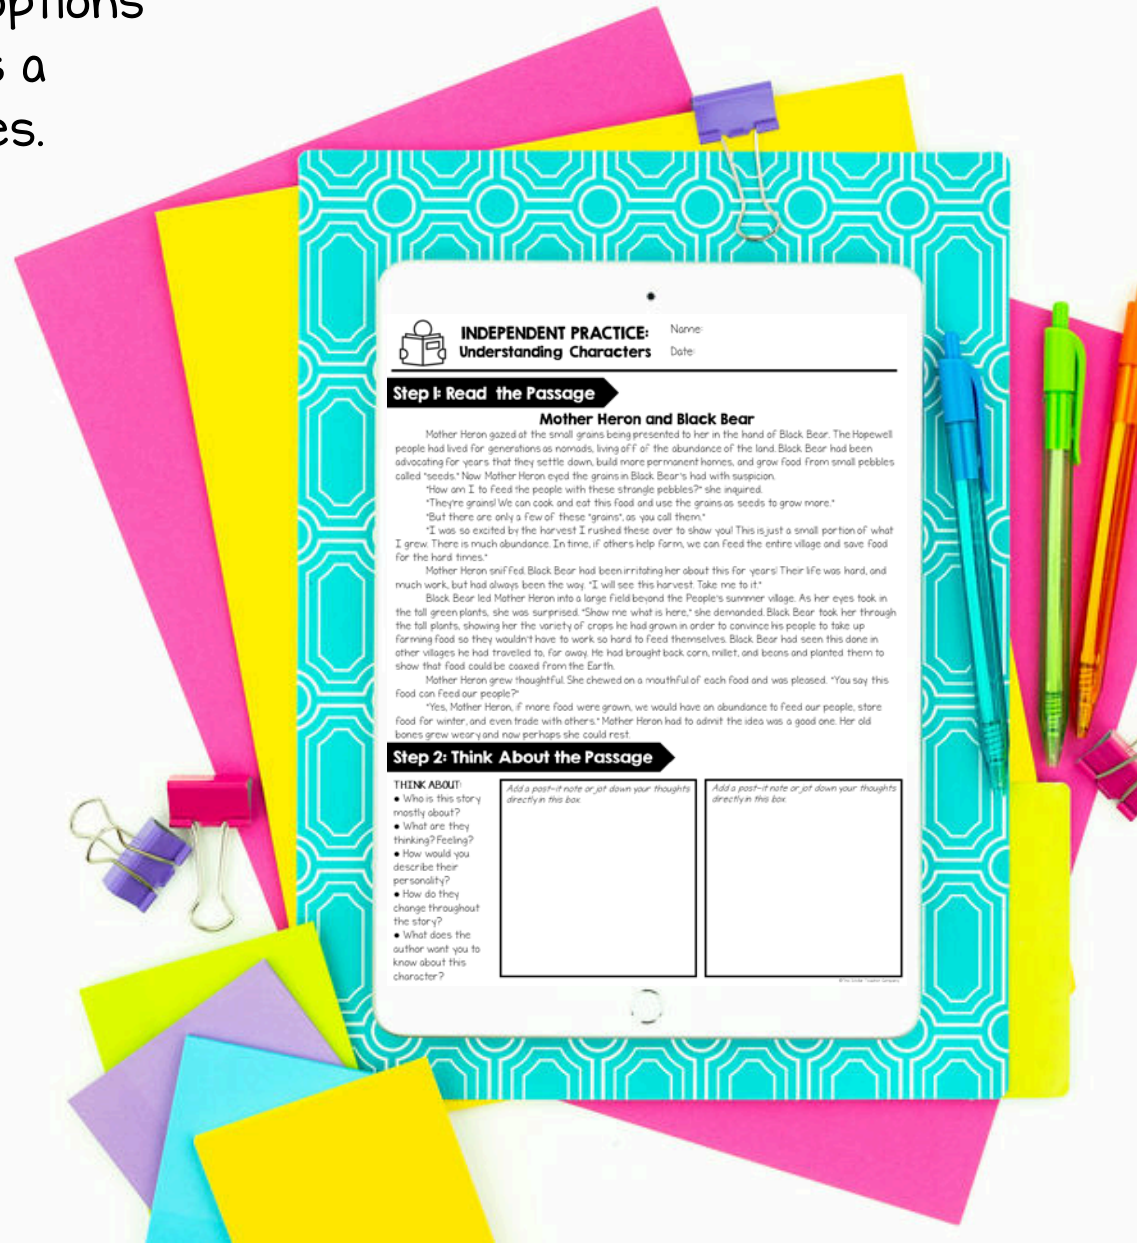 options
s a
es.
INDEPENDENT PRACTICE:
Understanding Characters
Name:
Date:
Step 1: Read the Passage
Mother Heron and Black Bear
Mother Heron gazed at the small grains being presented to her in the hand of Black Bear. The Hopewell
people had lived for generations as nomads, living off of the abundance of the land. Black Bear had been
advocating for years that they settle down, build more permanent homes, and grow food from small pebbles
called "seeds." Now Mother Heron eyed the grains in Black Bear's had with suspicion.
"How am I to feed the people with these strangle pebbles?" she inquired.
"They're grains! We can cook and eat this food and use the grains as seeds to grow more."
"But there are only a few of these "grains", as you call them."
"I was so excited by the harvest I rushed these over to show you! This is just a small portion of what
I grew. There is much abundance. In time, if others help farm, we can feed the entire village and save food
for the hard times."
Mother Heron sniffed. Black Bear had been irritating her about this for years! Their life was hard, and
much work, but had always been the way. "I will see this harvest. Take me to it."
Black Bear led Mother Heron into a large field beyond the People's summer village. As her eyes took in
the tall green plants, she was surprised. "Show me what is here," she demanded. Black Bear took her through
the tall plants, showing her the variety of crops he had grown in order to convince his people to take up
farming food so they wouldn't have to work so hard to feed themselves. Black Bear had seen this done in
other villages he had travelled to, far away. He had brought back corn, millet, and beans and planted them to
show that food could be coaxed from the Earth.
Mother Heron grew thoughtful. She chewed on a mouthful of each food and was pleased. "You say this
food can feed our people?"
"Yes, Mother Heron, if more food were grown, we would have an abundance to feed our people, store
food for winter, and even trade with others." Mother Heron had to admit the idea was a good one. Her old
bones grew weary and now perhaps she could rest.
Step 2: Think About the Passage
THINK ABOUT:
● Who is this story
mostly about?
● What are they
thinking? Feeling?
● How would you
describe their
personality?
● How do they
change throughout
the story?
● What does the
author want you to
know about this
character?
Add a post-it note or jot down your thoughts
directly in this box.
Add a post-it note or jot down your thoughts
directly in this box.